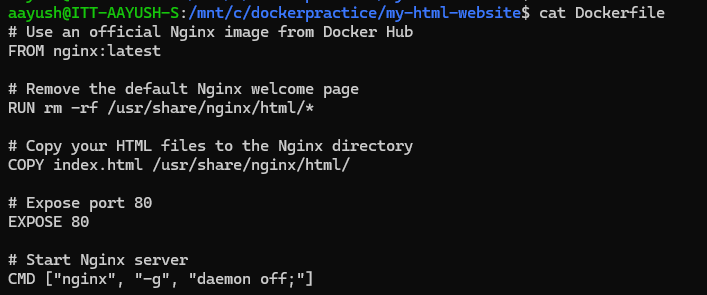 aayush@ITT-AAYUSH-S:/mnt/c/dockerpractice/my-html-website$ cat Dockerfile
# Use an official Nginx image from Docker Hub
FROM nginx:latest
# Remove the default Nginx welcome page
RUN rm -rf /usr/share/nginx/html/*
# Copy your HTML files to the Nginx directory
COPY index.html /usr/share/nginx/html/
# Expose port 80
EXPOSE 80
# Start Nginx server
CMD ["nginx", "-g", "daemon off;"]